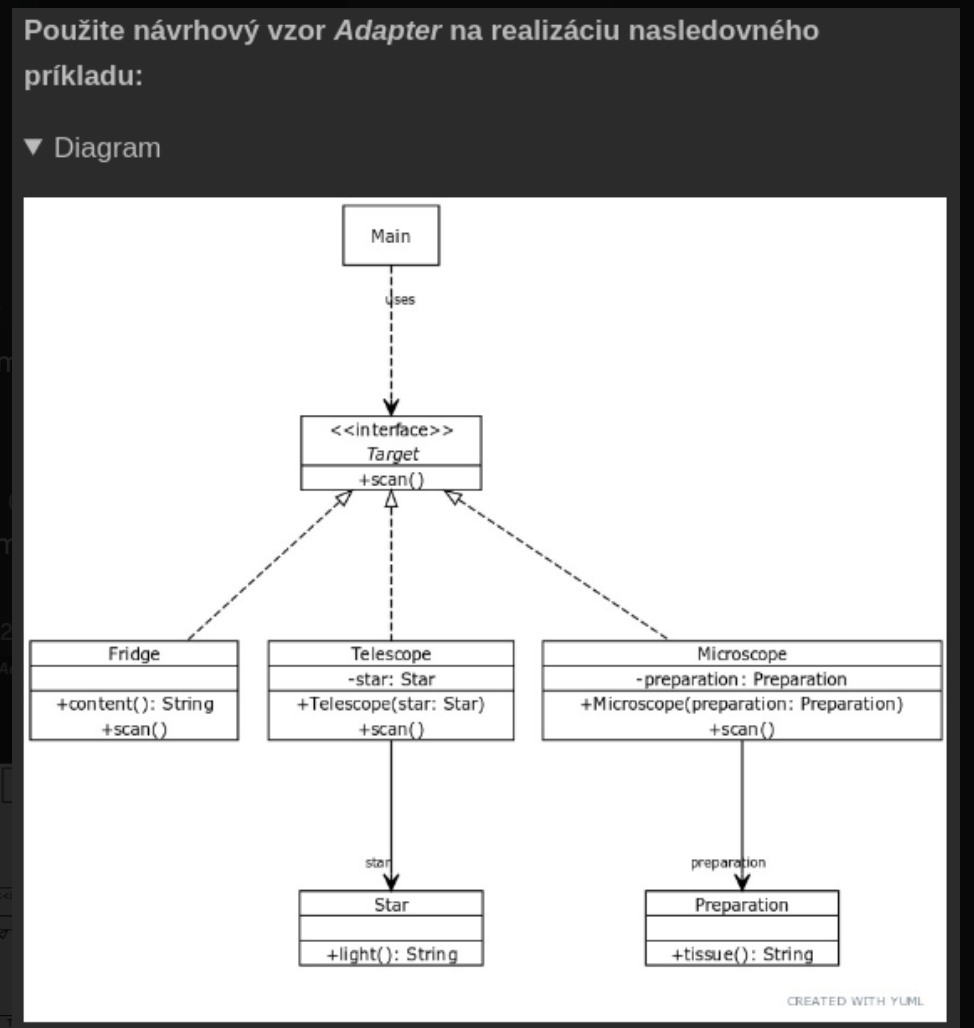 Použite návrhový vzor Adapter na realizáciu nasledovného
príkladu:
▼ Diagram
Main
uses
<<interface>>
Target
+scan()
Fridge
+content(): String
+scan()
Telescope
-star: Star
+Telescope(star: Star)
+scan()
Microscope
-preparation: Preparation
+Microscope(preparation: Preparation)
+scan()
star
preparation
Star
+light(): String
Preparation
+tissue(): String
CREATED WITH YUML